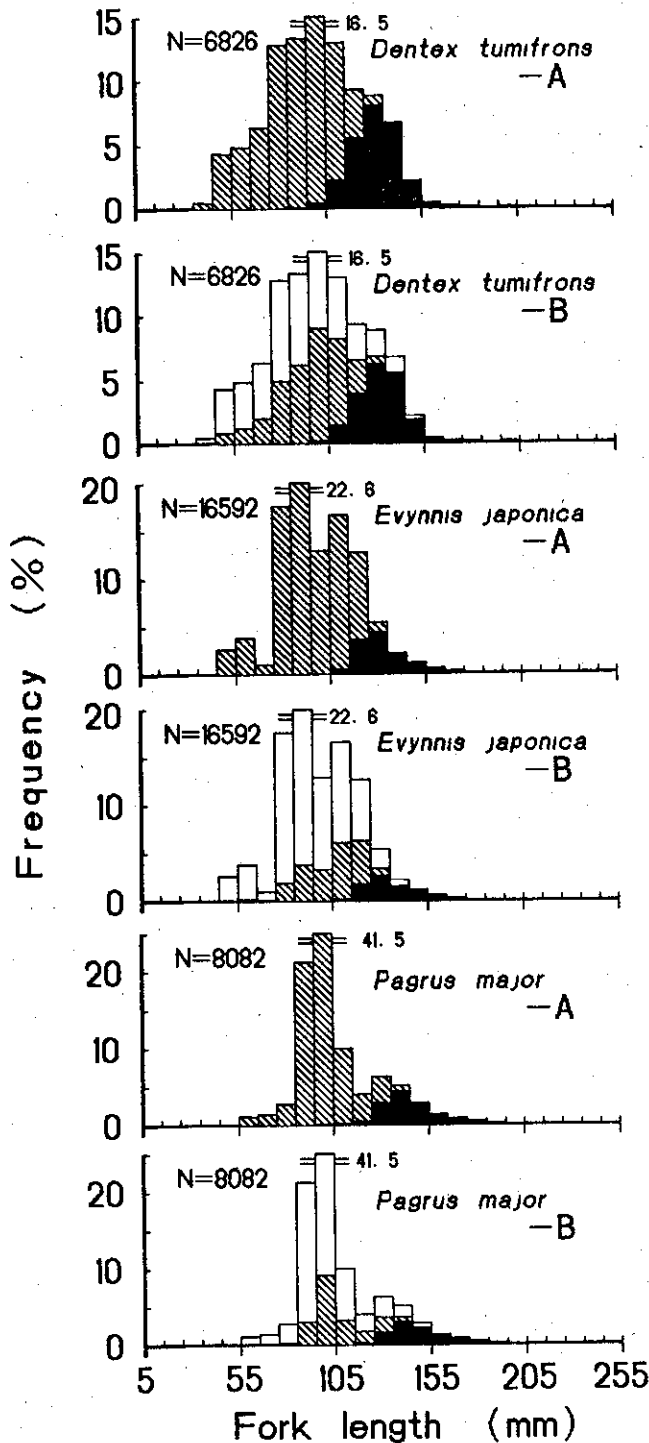 15
N=6826
16. 5
Dentex tumifrons
—A
10
5
0
15
N=6826
16. 5
Dentex tumifrons
—B
10
5
0
20
N=16592
22. 6
Evynnis japonica
—A
10
0
20
N=16592
22. 6
Evynnis japonica
—B
10
0
20
N=8082
41. 5
Pagrus major
—A
10
0
20
N=8082
41. 5
Pagrus major
—B
10
0
Frequency (%)
5 55 105 155 205 255
Fork length (mm)